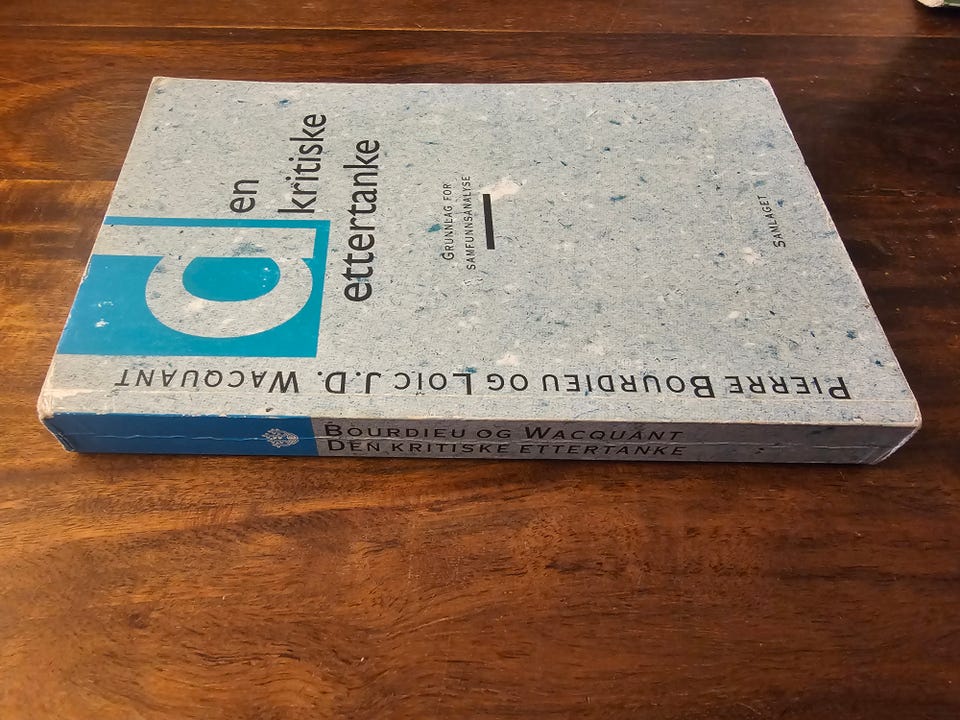 den
kritiske
ettertanke
GRUNNLAG FOR
SAMFUNNSANALYSE
SAMLAGET
PIERRE BOURDIEU OG LOÏC J.D. WACQUANT
BOURDIEU OG WACQUANT
DEN KRITISKE ETTERTANKE